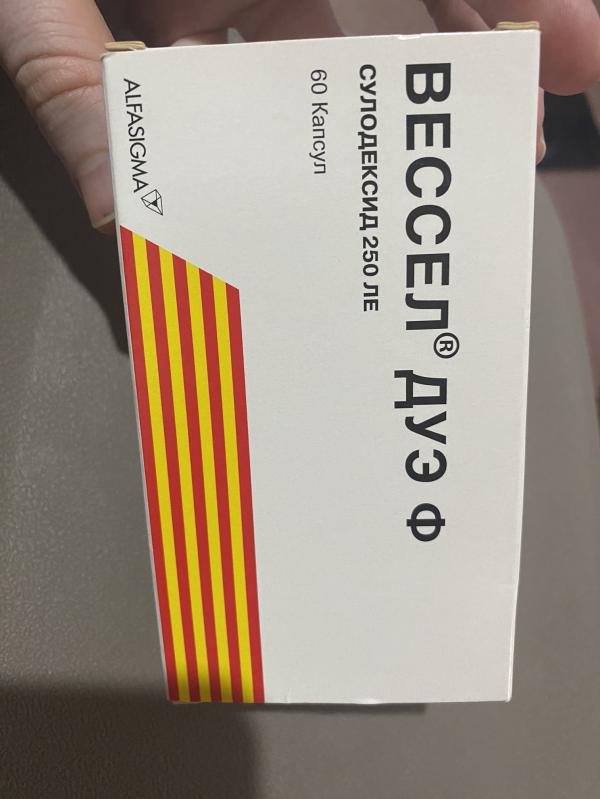 ВЕССЕЛ® ДУЭ Ф
СУЛОДЕКСИД 250 ЛЕ
60 Капсул
ALFASIGMA